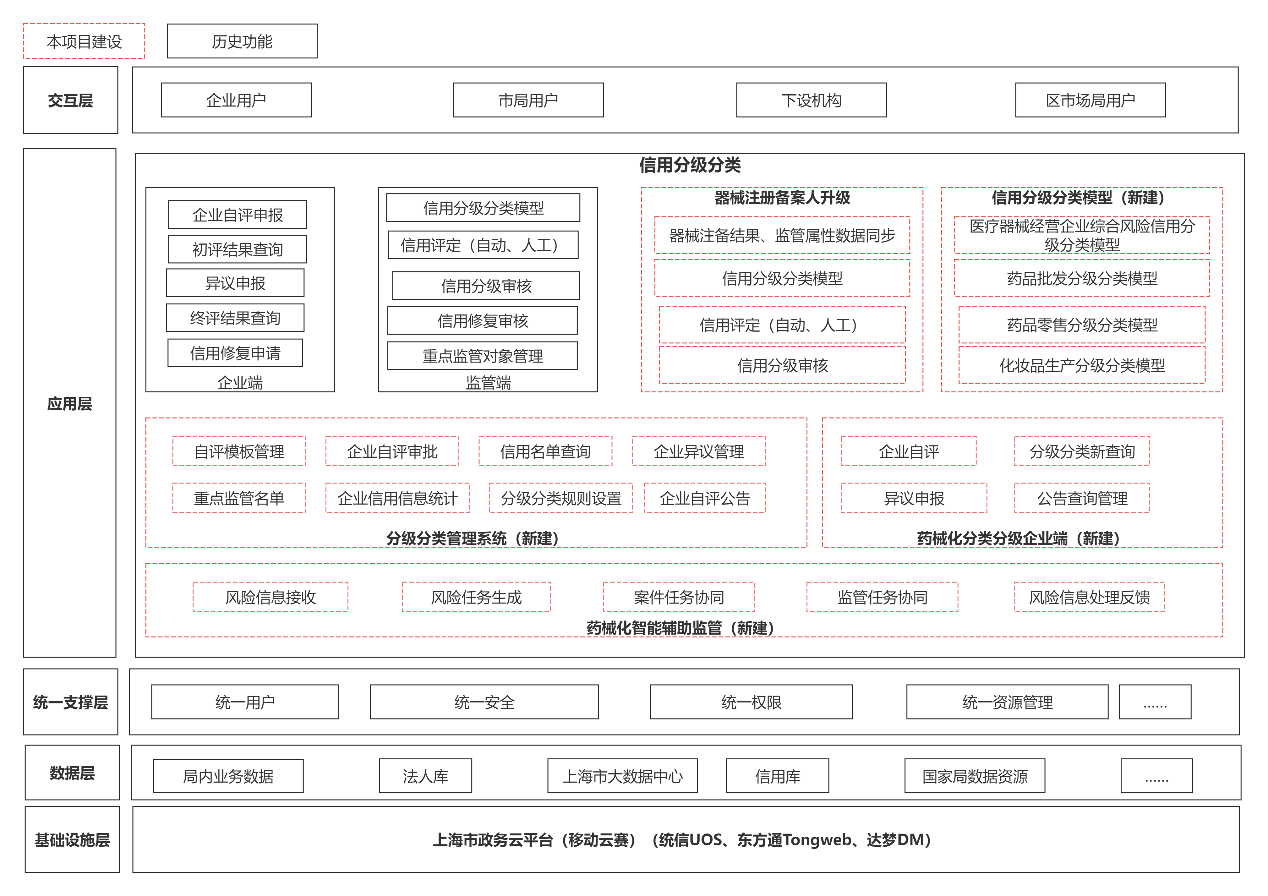 本项目建设
历史功能
交互层
企业用户
市局用户
下设机构
区市场局用户
应用层
信用分级分类
企业自评申报
初评结果查询
异议申报
终评结果查询
信用修复申请
企业端
信用分级分类模型
信用评定（自动、人工）
信用分级审核
信用修复审核
重点监管对象管理
监管端
器械注册备案人升级
器械注备结果、监管属性数据同步
信用分级分类模型
信用评定（自动、人工）
信用分级审核
信用分级分类模型（新建）
医疗器械经营企业综合风险信用分
级分类模型
药品批发分级分类模型
药品零售分级分类模型
化妆品生产分级分类模型
自评模板管理
企业自评审批
信用名单查询
企业异议管理
重点监管名单
企业信用信息统计
分级分类规则设置
企业自评公告
分级分类管理系统（新建）
企业自评
分级分类新查询
异议申报
公告查询管理
药械化分类分级企业端（新建）
风险信息接收
风险任务生成
案件任务协同
监管任务协同
风险信息处理反馈
药械化智能辅助监管（新建）
统一支撑层
统一用户
统一安全
统一权限
统一资源管理
......
数据层
局内业务数据
法人库
上海市大数据中心
信用库
国家局数据资源
......
基础设施层
上海市政务云平台（移动云赛）（统信UOS、东方通Tongweb、达梦DM）